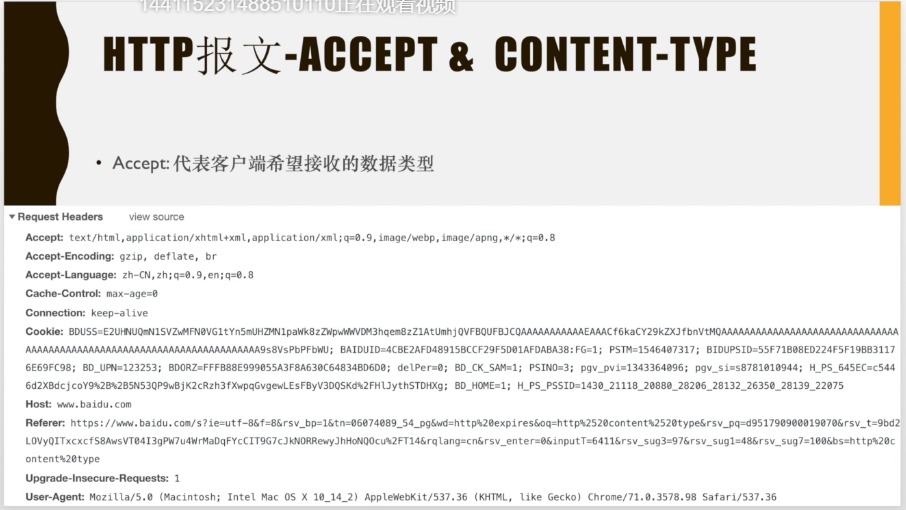 144115231488510110正在观看视频
HTTP报文-ACCEPT & CONTENT-TYPE
• Accept: 代表客户端希望接收的数据类型
▼Request Headers view source
Accept: text/html,application/xhtml+xml,application/xml;q=0.9,image/webp,image/apng,*/*;q=0.8
Accept-Encoding: gzip, deflate, br
Accept-Language: zh-CN,zh;q=0.9,en;q=0.8
Cache-Control: max-age=0
Connection: keep-alive
Cookie: BDUSS=E2UHNUQmN1SVZwMFN0VG1tYn5mUHZMN1paWk8zZWpwWWVDM3hqem8zZ1AtUmhjQVFBQUFBJCQAAAAAAAAAAAEAAACf6kaCY29kZXJfbnVtMQAAAAAAAAAAAAAAAAAAAAAAAAAAAAAA
AAAAAAAAAAAAAAAAAAAAAAAAAAAAAAAAAAAAAAAA9s8VsPbPFbWU; BAIDUID=4CBE2AFD48915BCCF29F5D01AFDABA38:FG=1; PSTM=1546407317; BIDUPSID=55F71B08ED224F5F19BB3117
6E69FC98; BD_UPN=123253; BDORZ=FFFB88E999055A3F8A630C64834BD6D0; delPer=0; BD_CK_SAM=1; PSINO=3; pgv_pvi=1343364096; pgv_si=s8781010944; H_PS_645EC=c544
6d2XBdcjcoY9%2B%2B5N53QP9wBjK2cRzh3fXwpqGvgewLEsFByV3DQSKd%2FHlJythSTDHXg; BD_HOME=1; H_PS_PSSID=1430_21118_20880_28206_28132_26350_28139_22075
Host: www.baidu.com
Referer: https://www.baidu.com/s?ie=utf-8&f=8&rsv_bp=1&tn=06074089_54_pg&wd=http%20expires&oq=http%2520content%2520type&rsv_pq=d951790900019070&rsv_t=9bd2
LOVyQITxcxcfS8AwsVT04I3gPW7u4WrMaDqFYcCIT9G7cJkNORRewyJhHoNQOcu%2FT14&rqlang=cn&rsv_enter=0&inputT=6411&rsv_sug3=97&rsv_sug1=48&rsv_sug7=100&bs=http%20c
ontent%20type
Upgrade-Insecure-Requests: 1
User-Agent: Mozilla/5.0 (Macintosh; Intel Mac OS X 10_14_2) AppleWebKit/537.36 (KHTML, like Gecko) Chrome/71.0.3578.98 Safari/537.36